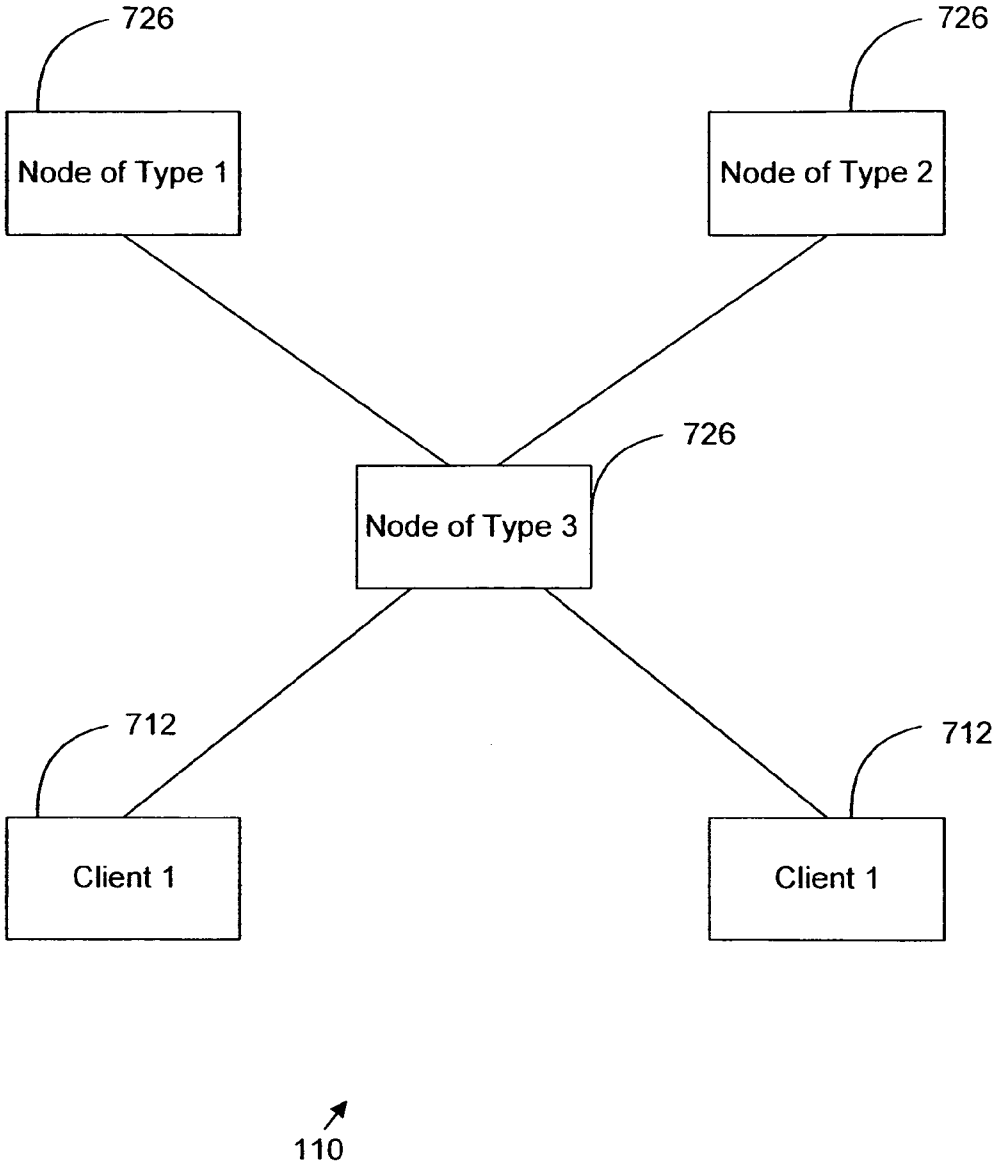 726
726
Node of Type 1
Node of Type 2
726
Node of Type 3
712
712
Client 1
Client 1
110